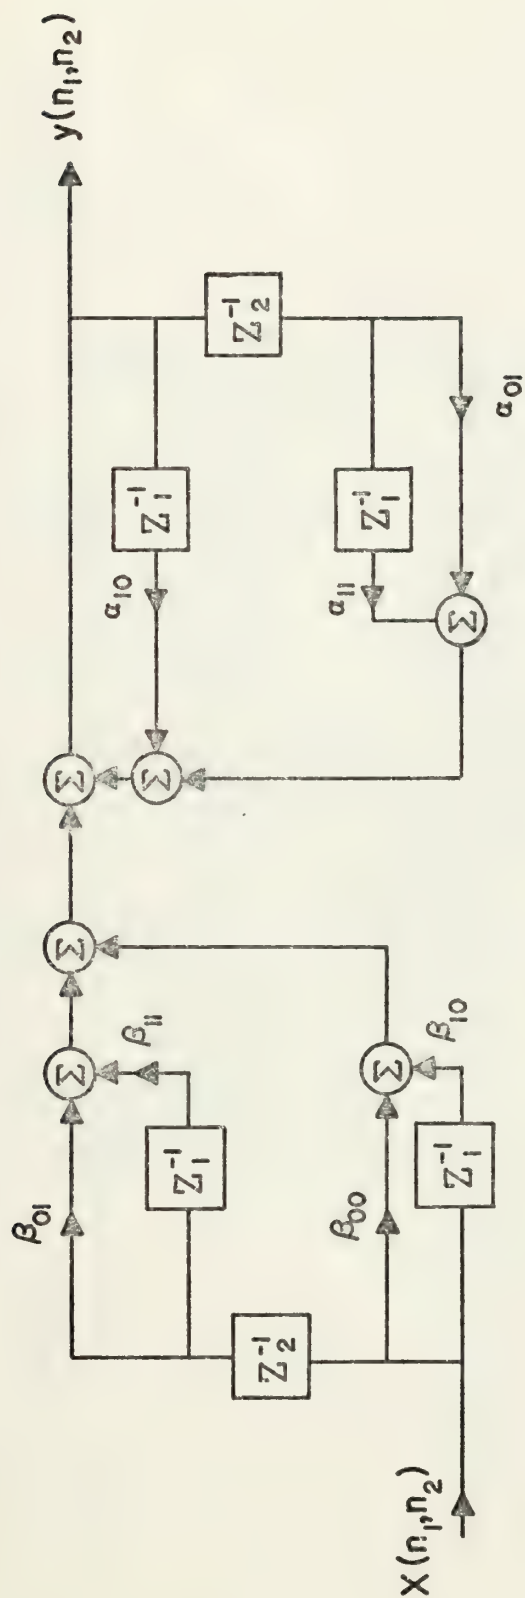 y(n₁,n₂)
Z₂⁻¹
Z₁⁻¹
α₁₀
Z₁⁻¹
α₁₁
α₀₁
Σ
Σ
Σ
Σ
Σ
β₁₁
β₀₁
Z₁⁻¹
Z₂⁻¹
Σ
β₁₀
β₀₀
Z₁⁻¹
X(n₁,n₂)